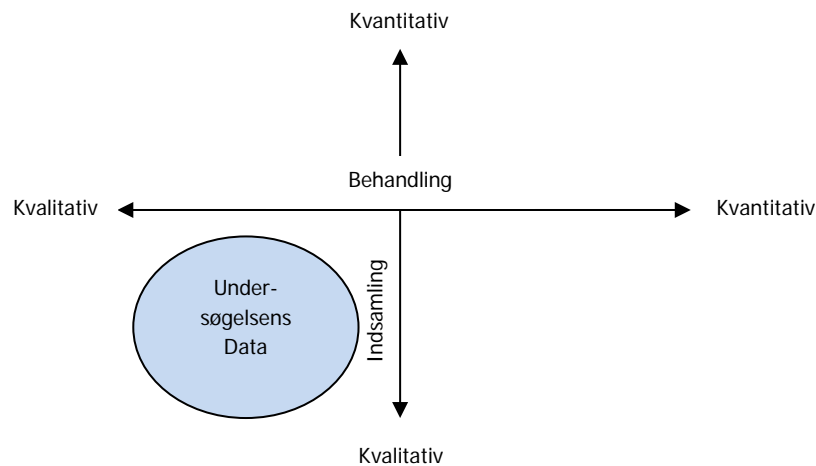 Kvantitativ
Behandling
Kvalitativ
Kvantitativ
Under-
søgelsens
Data
Indsamling
Kvalitativ